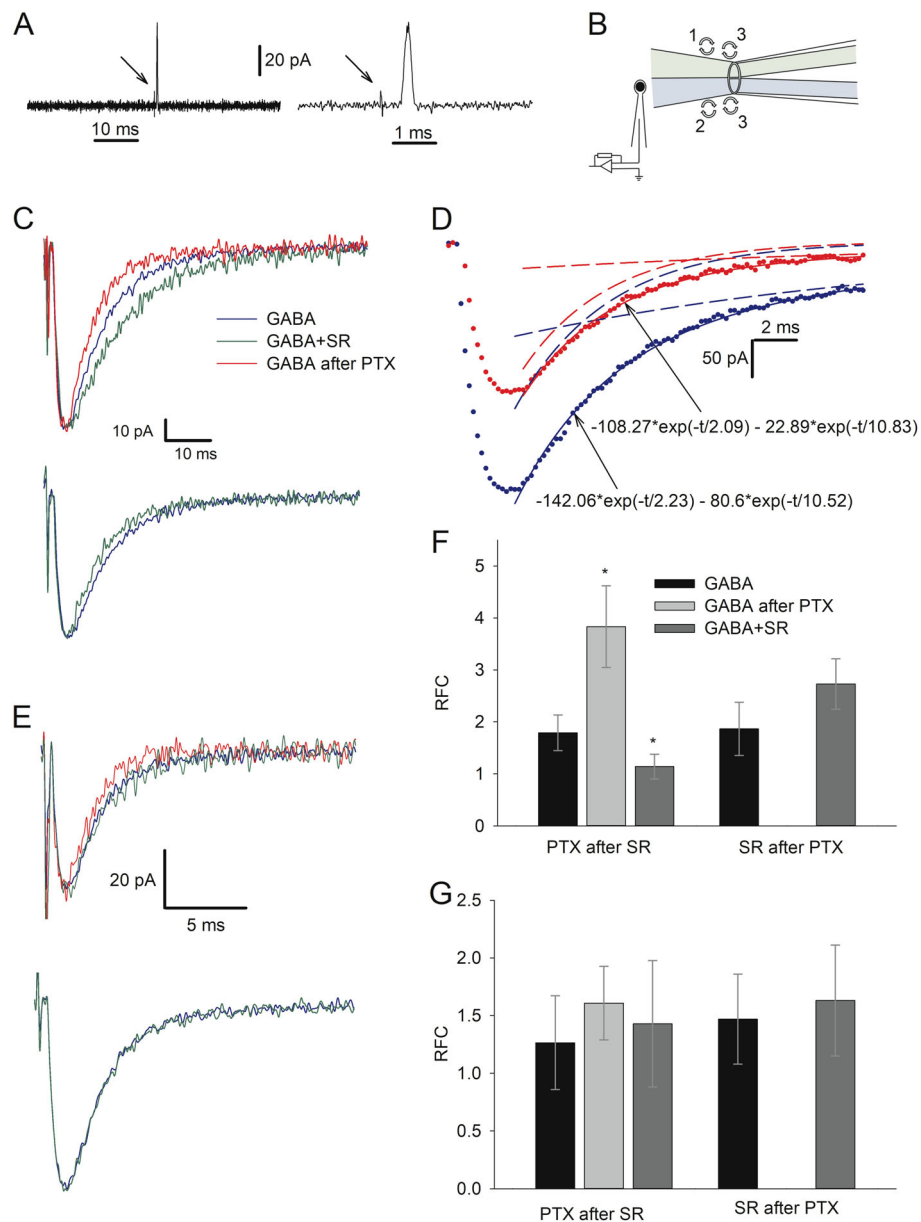 A
20 pA
10 ms
1 ms
B
1
3
2
3
C
GABA
GABA+SR
GABA after PTX
10 pA
10 ms
D
2 ms
50 pA
-108.27*exp(-t/2.09) - 22.89*exp(-t/10.83)
-142.06*exp(-t/2.23) - 80.6*exp(-t/10.52)
E
20 pA
5 ms
F
5
4
3
2
1
0
RFC
*
*
GABA
GABA after PTX
GABA+SR
PTX after SR
SR after PTX
G
2.5
2.0
1.5
1.0
0.5
0.0
RFC
PTX after SR
SR after PTX